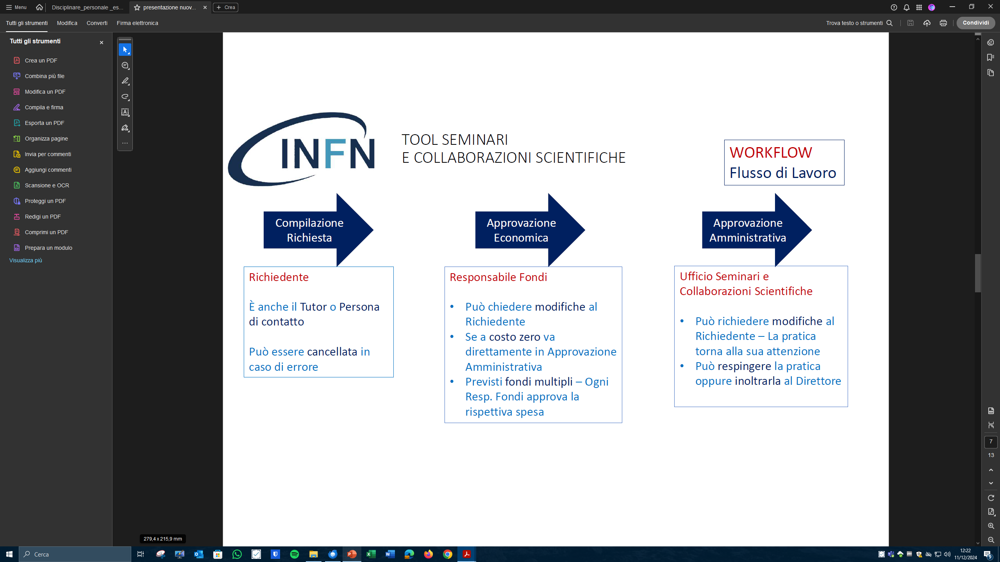 Menu
Disciplinare_personale _es...
presentazione nuov...
Crea
Tutti gli strumenti
Modifica
Converti
Firma elettronica
Trova testo o strumenti
Condividi
Tutti gli strumenti
Crea un PDF
Combina più file
Modifica un PDF
Compila e firma
Esporta un PDF
Organizza pagine
Invia per commenti
Aggiungi commenti
Scansione e OCR
Proteggi un PDF
Redigi un PDF
Comprimi un PDF
Prepara un modulo
Visualizza più
INFN
TOOL SEMINARI
E COLLABORAZIONI SCIENTIFICHE
WORKFLOW
Flusso di Lavoro
Compilazione
Richiesta
Approvazione
Economica
Approvazione
Amministrativa
Richiedente
È anche il Tutor o Persona
di contatto
Può essere cancellata in
caso di errore
Responsabile Fondi
• Può chiedere modifiche al
Richiedente
• Se a costo zero va
direttamente in Approvazione
Amministrativa
• Previsti fondi multipli – Ogni
Resp. Fondi approva la
rispettiva spesa
Ufficio Seminari e
Collaborazioni Scientifiche
• Può richiedere modifiche al
Richiedente – La pratica
torna alla sua attenzione
• Può respingere la pratica
oppure inoltrarla al Direttore
7
13
279,4 x 215,9 mm
Cerca
12:22
11/12/2024
9